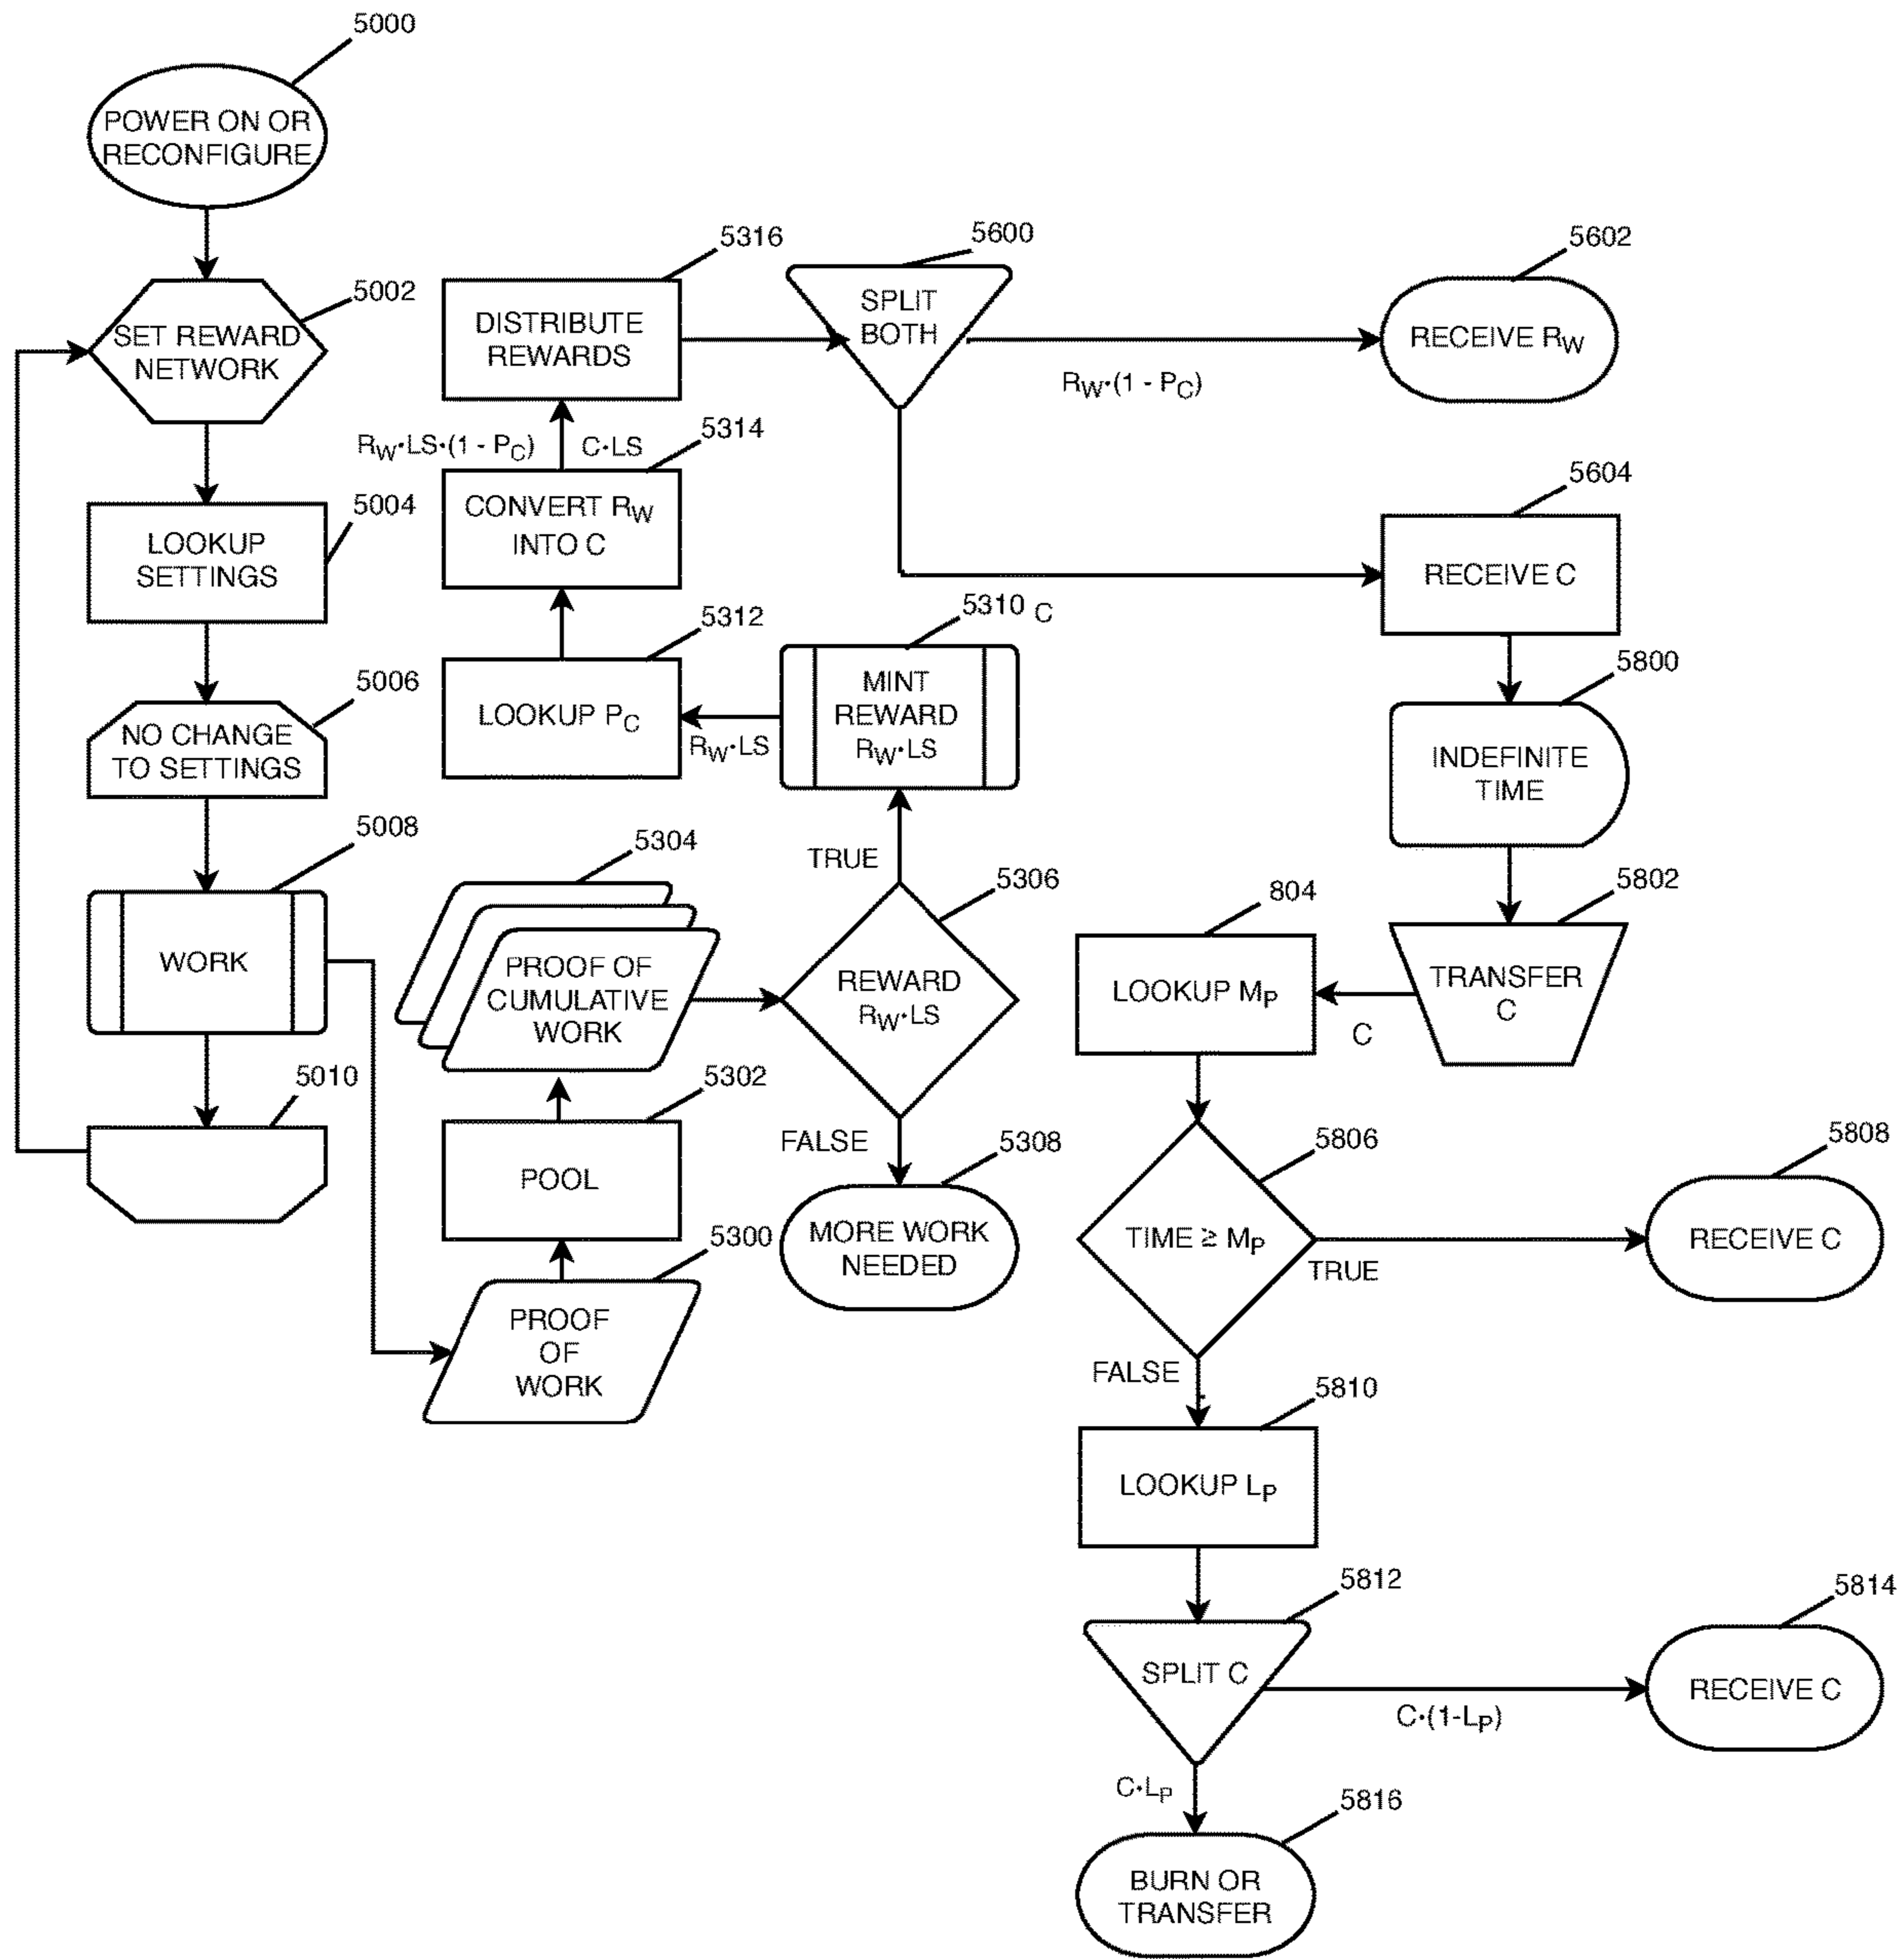 5000
POWER ON OR
RECONFIGURE
5002
SET REWARD
NETWORK
5004
LOOKUP
SETTINGS
5006
NO CHANGE
TO SETTINGS
5008
WORK
5010
5316
DISTRIBUTE
REWARDS
RW·LS·(1 - PC) C·LS
5314
CONVERT RW
INTO C
5312
LOOKUP PC
RW·LS
5310 C
MINT
REWARD
RW·LS
TRUE
5304
PROOF OF
CUMULATIVE
WORK
5306
REWARD
RW·LS
5302
POOL
FALSE
5308
MORE WORK
NEEDED
5300
PROOF
OF
WORK
5600
SPLIT
BOTH
5602
RECEIVE RW
RW·(1 - PC)
5604
RECEIVE C
5800
INDEFINITE
TIME
5802
TRANSFER
C
C
804
LOOKUP MP
5806
TIME ≥ MP
TRUE
5808
RECEIVE C
FALSE
5810
LOOKUP LP
5812
SPLIT C
5814
RECEIVE C
C·(1-LP)
C·LP
5816
BURN OR
TRANSFER